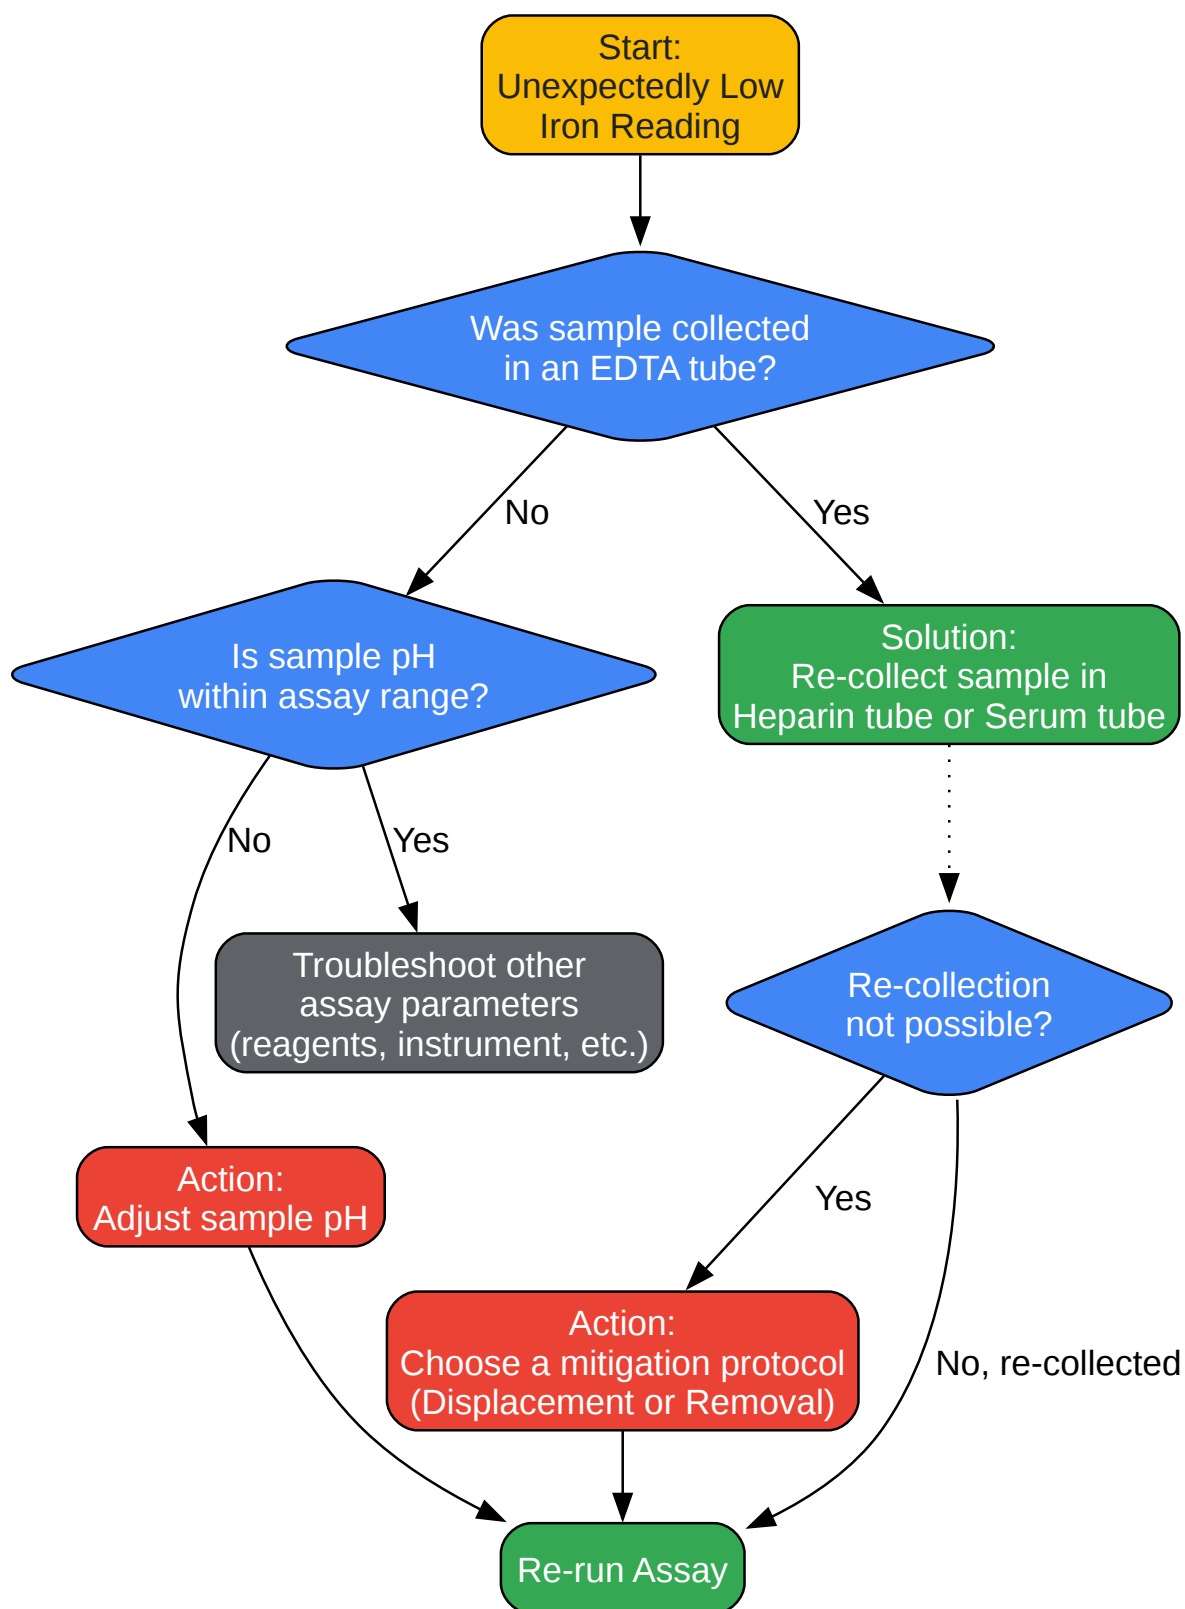 Start:
Unexpectedly Low
Iron Reading
Was sample collected
in an EDTA tube?
No
Yes
Is sample pH
within assay range?
Solution:
Re-collect sample in
Heparin tube or Serum tube
No
Yes
Troubleshoot other
assay parameters
(reagents, instrument, etc.)
Re-collection
not possible?
Action:
Adjust sample pH
Yes
Action:
Choose a mitigation protocol
(Displacement or Removal)
No, re-collected
Re-run Assay